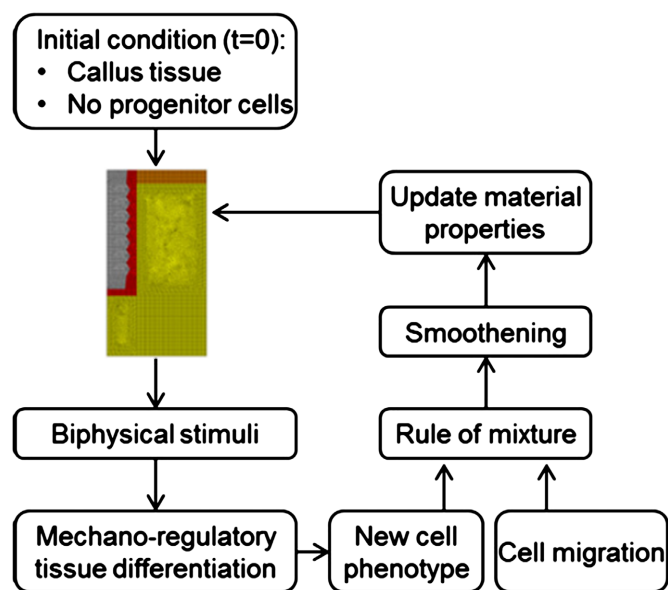 Initial condition (t=0):
• Callus tissue
• No progenitor cells
Update material
properties
Smoothening
Biphysical stimuli
Rule of mixture
Mechano-regulatory
tissue differentiation
New cell
phenotype
Cell migration